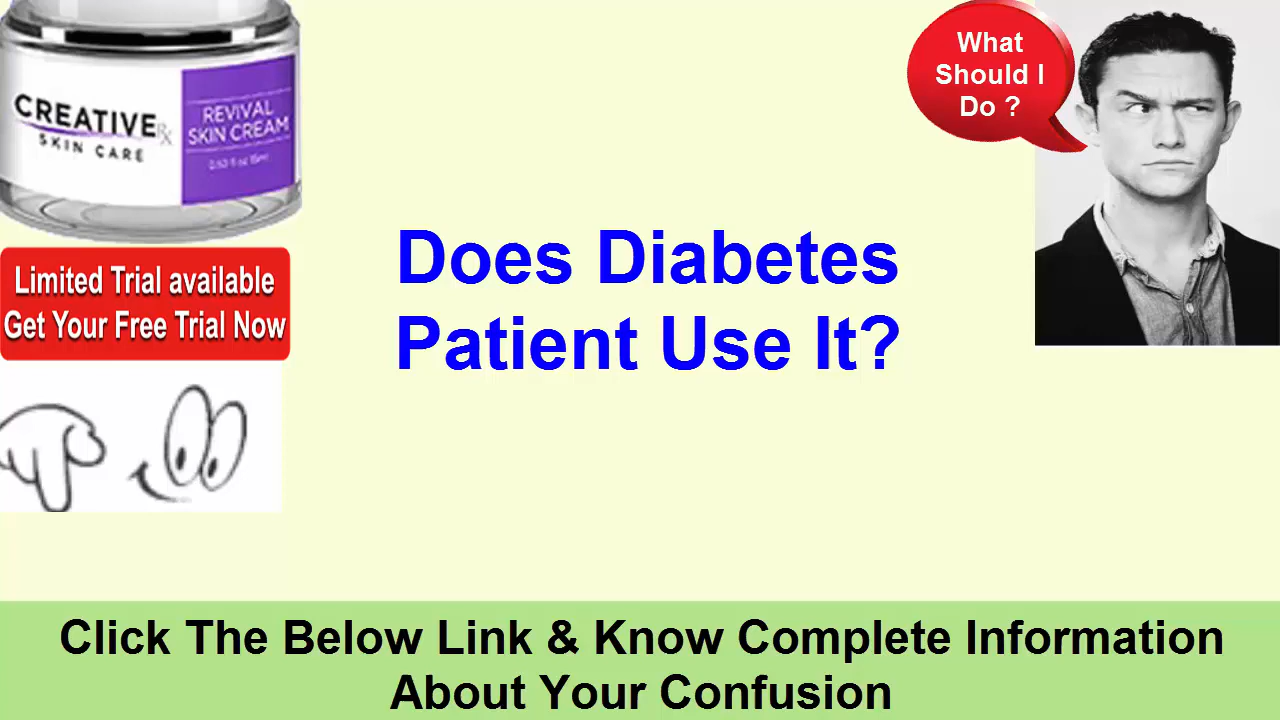 CREATIVE Rx
SKIN CARE
REVIVAL
SKIN CREAM
What
Should I
Do ?
Limited Trial available
Get Your Free Trial Now
Does Diabetes
Patient Use It?
Click The Below Link & Know Complete Information
About Your Confusion